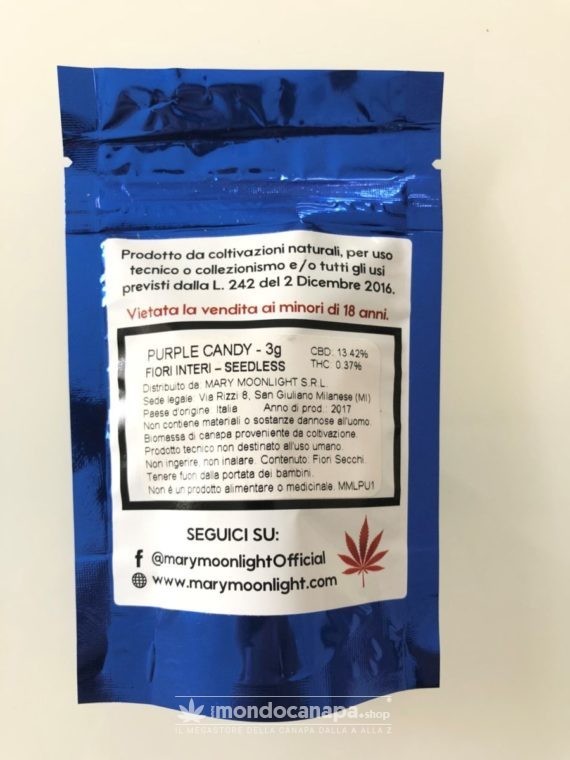 Prodotto da coltivazioni naturali, per uso
tecnico o collezionismo e/o tutti gli usi
previsti dalla L. 242 del 2 Dicembre 2016.
Vietata la vendita ai minori di 18 anni.
PURPLE CANDY - 3g CBD: 13.42%
FIORI INTERI – SEEDLESS THC: 0.37%
Distribuito da MARY MOONLIGHT S.R.L.
Sede legale Via Rizzi 8, San Giuliano Milanese (MI)
Paese d'origine Italia Anno di prod.: 2017
Non contiene materiali o sostanze dannose all'uomo.
Biomassa di canapa proveniente da coltivazione.
Prodotto tecnico non destinato all'uso umano.
Non ingerire, non inalare. Contenuto: Fiori Secchi.
Tenere fuori dalla portata dei bambini.
Non è un prodotto alimentare o medicinale. MMLPU1
SEGUICI SU:
f @marymoonlightOfficial
www.marymoonlight.com
mondocanapa.shop
IL MEGASTORE DELLA CANAPA DALLA A ALLA Z